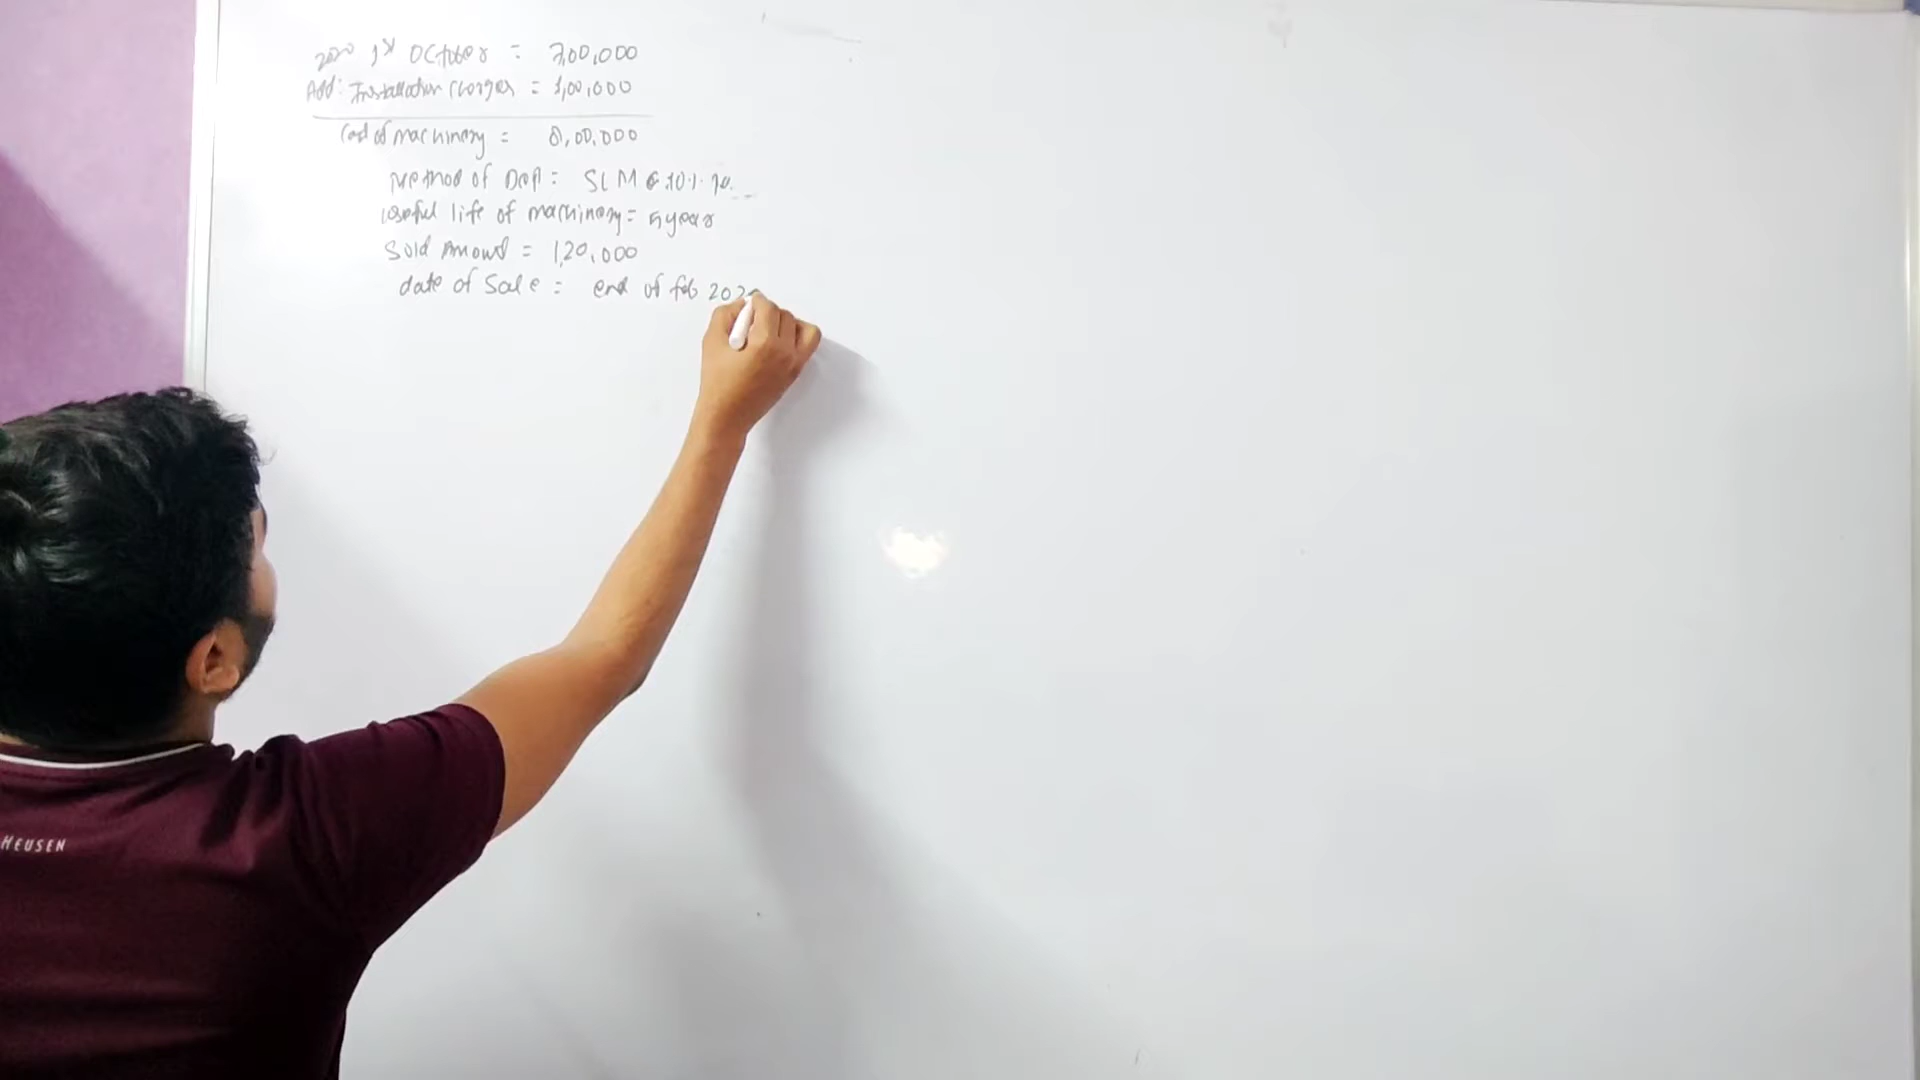 2020 1st October = 7,00,000
Add: Installation Charges = 1,00,000
Cost of machinery = 8,00,000
Method of Dep = SLM @ 10%
Useful life of machinery = 5 year
Sold Amount = 1,20,000
date of Sale = end of feb 202
HEUSEN